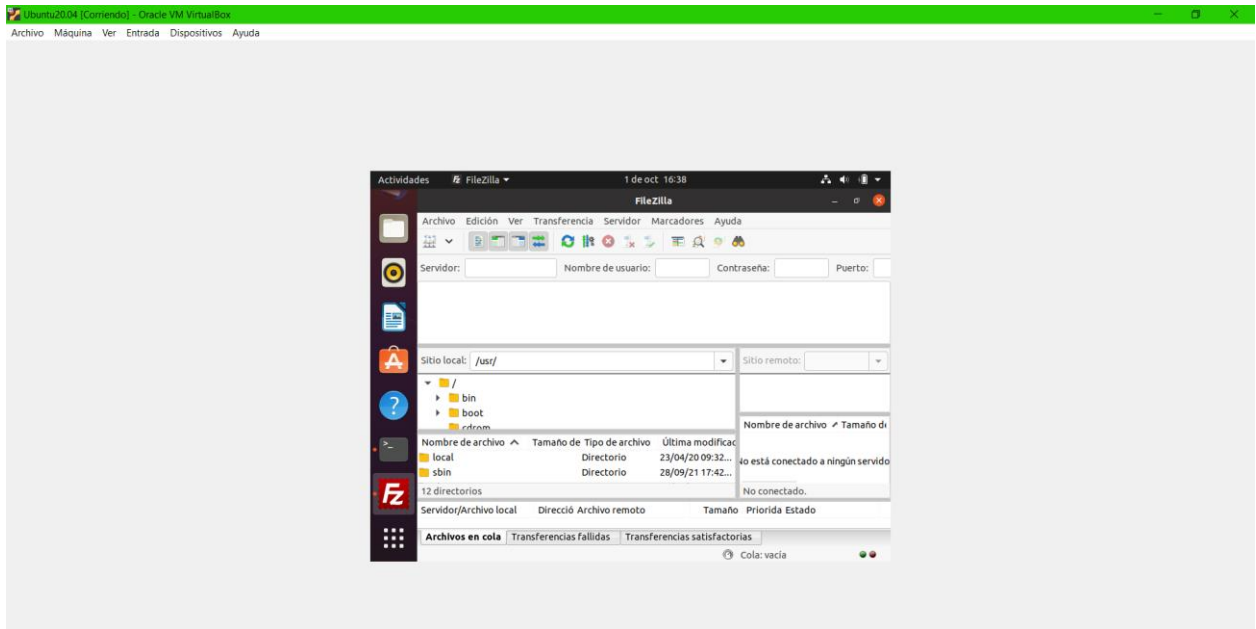 Ubuntu20.04 [Corriendo] - Oracle VM VirtualBox
Archivo Máquina Ver Entrada Dispositivos Ayuda
Actividades FileZilla 1 de oct 16:38
FileZilla
Archivo Edición Ver Transferencia Servidor Marcadores Ayuda
Servidor: Nombre de usuario: Contraseña: Puerto:
Sitio local: /usr/ Sitio remoto:
/
bin
boot
cdrom
Nombre de archivo Tamaño de
Nombre de archivo Tamaño de Tipo de archivo Última modificac
local Directorio 23/04/20 09:32...
No está conectado a ningún servido
sbin Directorio 28/09/21 17:42...
12 directorios No conectado.
Servidor/Archivo local Direcció Archivo remoto Tamaño Priorida Estado
Archivos en cola Transferencias fallidas Transferencias satisfactorias
Cola: vacía